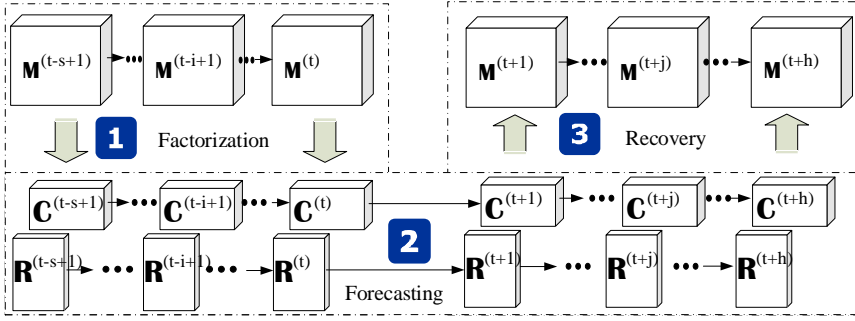 M(t-s+1) ••• M(t-i+1) ••• M(t)
M(t+1) ••• M(t+j) ••• M(t+h)
1 Factorization
3 Recovery
C(t-s+1) ••• C(t-i+1) ••• C(t) C(t+1) ••• C(t+j) ••• C(t+h)
2
R(t-s+1) ••• R(t-i+1) ••• R(t) R(t+1) ••• R(t+j) ••• R(t+h)
Forecasting